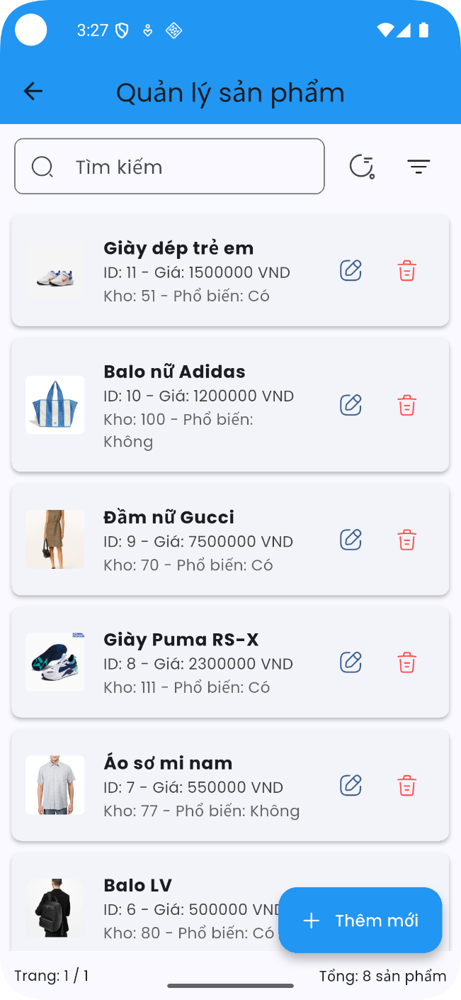 3:27
Quản lý sản phẩm
Tìm kiếm
Giày dép trẻ em
ID: 11 - Giá: 1500000 VND
Kho: 51 - Phổ biến: Có
Balo nữ Adidas
ID: 10 - Giá: 1200000 VND
Kho: 100 - Phổ biến:
Không
Đầm nữ Gucci
ID: 9 - Giá: 7500000 VND
Kho: 70 - Phổ biến: Có
Giày Puma RS-X
ID: 8 - Giá: 2300000 VND
Kho: 111 - Phổ biến: Có
Áo sơ mi nam
ID: 7 - Giá: 550000 VND
Kho: 77 - Phổ biến: Không
Balo LV
ID: 6 - Giá: 500000 VND
Kho: 80 - Phổ biến: Có
Thêm mới
Trang: 1 / 1
Tổng: 8 sản phẩm